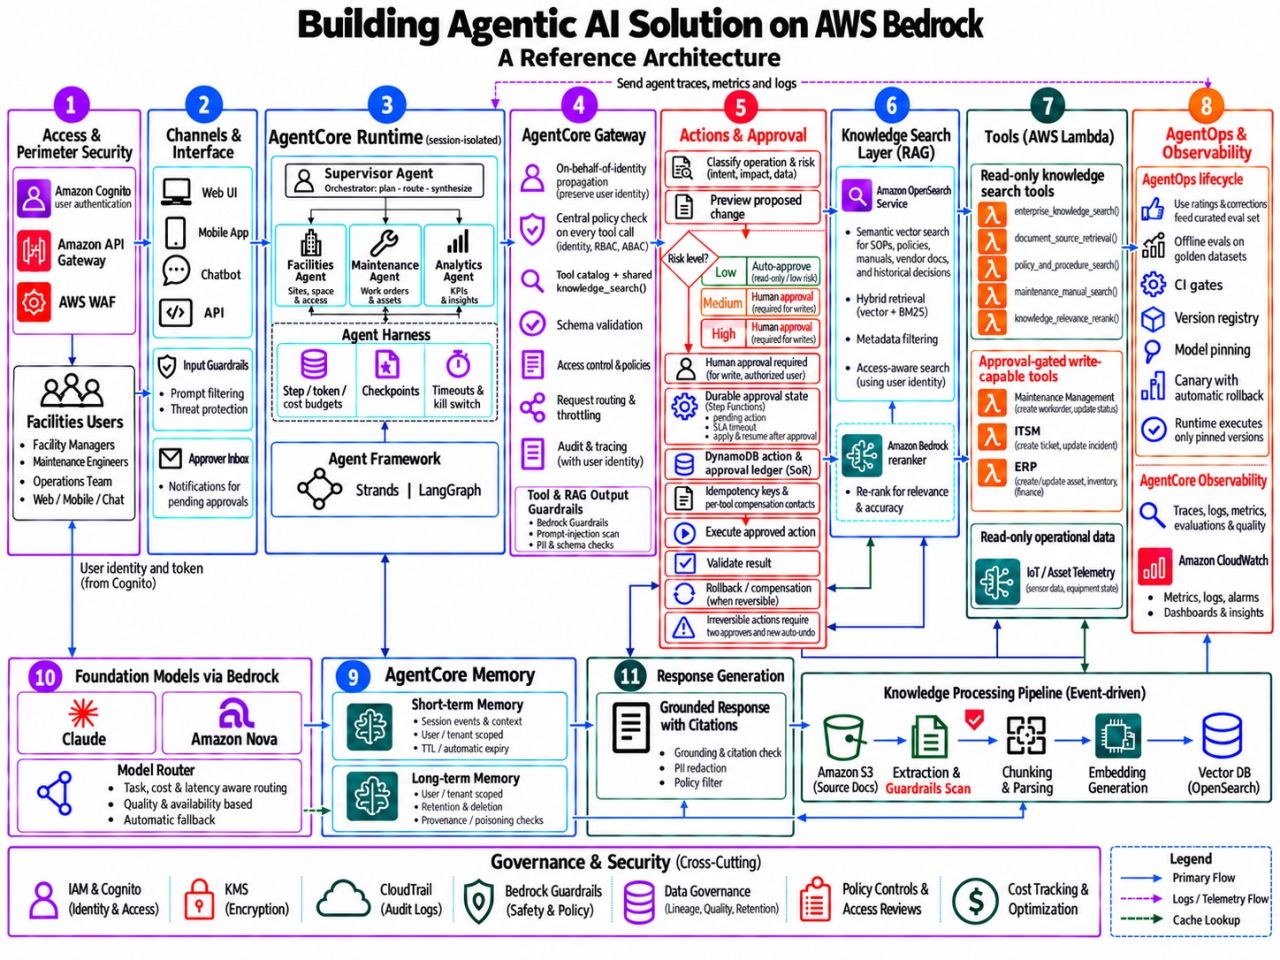 Building Agentic AI Solution on AWS Bedrock
A Reference Architecture
Send agent traces, metrics and logs
1
Access &
Perimeter Security
Amazon Cognito
user authentication
Amazon API
Gateway
AWS WAF
Facilities Users
• Facility Managers
• Maintenance Engineers
• Operations Team
• Web / Mobile / Chat
User identity and token
(from Cognito)
2
Channels &
Interface
Web UI
Mobile App
Chatbot
API
Input Guardrails
• Prompt filtering
• Threat protection
Approver Inbox
• Notifications for
pending approvals
3
AgentCore Runtime (session-isolated)
Supervisor Agent
Orchestrator: plan - route - synthesize
Facilities
Agent
Sites, space
& access
Maintenance
Agent
Work orders
& assets
Analytics
Agent
KPIs
& insights
Agent Harness
Step / token /
cost budgets
Checkpoints
Timeouts &
kill switch
Agent Framework
Strands | LangGraph
4
AgentCore Gateway
On-behalf-of-identity
propagation
(preserve user identity)
Central policy check
on every tool call
(identity, RBAC, ABAC)
Tool catalog + shared
knowledge_search()
Schema validation
Access control & policies
Request routing &
throttling
Audit & tracing
(with user identity)
Tool & RAG Output
Guardrails
• Bedrock Guardrails
• Prompt-injection scan
• PII & schema checks
5
Actions & Approval
Classify operation & risk
(intent, impact, data)
Preview proposed
change
Risk level?
Low
Auto-approve
(read-only / low risk)
Medium
Human approval
(required for writes)
High
Human approval
(required for writes)
Human approval required
(for write, authorized user)
Durable approval state
(Step Functions)
• pending action
• SLA timeout
• apply & resume after approval
DynamoDB action &
approval ledger (SoR)
Idempotency keys &
per-tool compensation contacts
Execute approved action
Validate result
Rollback / compensation
(when reversible)
Irreversible actions require
two approvers and new auto-undo
6
Knowledge Search
Layer (RAG)
Amazon OpenSearch
Service
• Semantic vector search
for SOPs, policies,
manuals, vendor docs,
and historical decisions
• Hybrid retrieval
(vector + BM25)
• Metadata filtering
• Access-aware search
(using user identity)
Amazon Bedrock
reranker
• Re-rank for relevance
& accuracy
7
Tools (AWS Lambda)
Read-only knowledge
search tools
enterprise_knowledge_search()
document_source_retrieval()
policy_and_procedure_search()
maintenance_manual_search()
knowledge_relevance_rerank()
Approval-gated write-
capable tools
Maintenance Management
(create workorder, update status)
ITSM
(create ticket, update incident)
ERP
(create/update asset, inventory,
(finance)
Read-only operational data
IoT / Asset Telemetry
(sensor data, equipment state)
8
AgentOps &
Observability
AgentOps lifecycle
Use ratings & corrections
feed curated eval set
Offline evals on
golden datasets
CI gates
Version registry
Model pinning
Canary with
automatic rollback
Runtime executes
only pinned versions
AgentCore Observability
Traces, logs, metrics,
evaluations & quality
Amazon CloudWatch
• Metrics, logs, alarms
• Dashboards & insights
10
Foundation Models via Bedrock
Claude
Amazon Nova
Model Router
• Task, cost & latency aware routing
• Quality & availability based
• Automatic fallback
9
AgentCore Memory
Short-term Memory
• Session events & context
• User / tenant scoped
• TTL / automatic expiry
Long-term Memory
• User / tenant scoped
• Retention & deletion
• Provenance / poisoning checks
11
Response Generation
Grounded Response
with Citations
• Grounding & citation check
• PII redaction
• Policy filter
Knowledge Processing Pipeline (Event-driven)
Amazon S3
(Source Docs)
Extraction &
Guardrails Scan
Chunking
& Parsing
Embedding
Generation
Vector DB
(OpenSearch)
Governance & Security (Cross-Cutting)
IAM & Cognito
(Identity & Access)
KMS
(Encryption)
CloudTrail
(Audit Logs)
Bedrock Guardrails
(Safety & Policy)
Data Governance
(Lineage, Quality, Retention)
Policy Controls &
Access Reviews
Cost Tracking &
Optimization
Legend
Primary Flow
Logs / Telemetry Flow
Cache Lookup